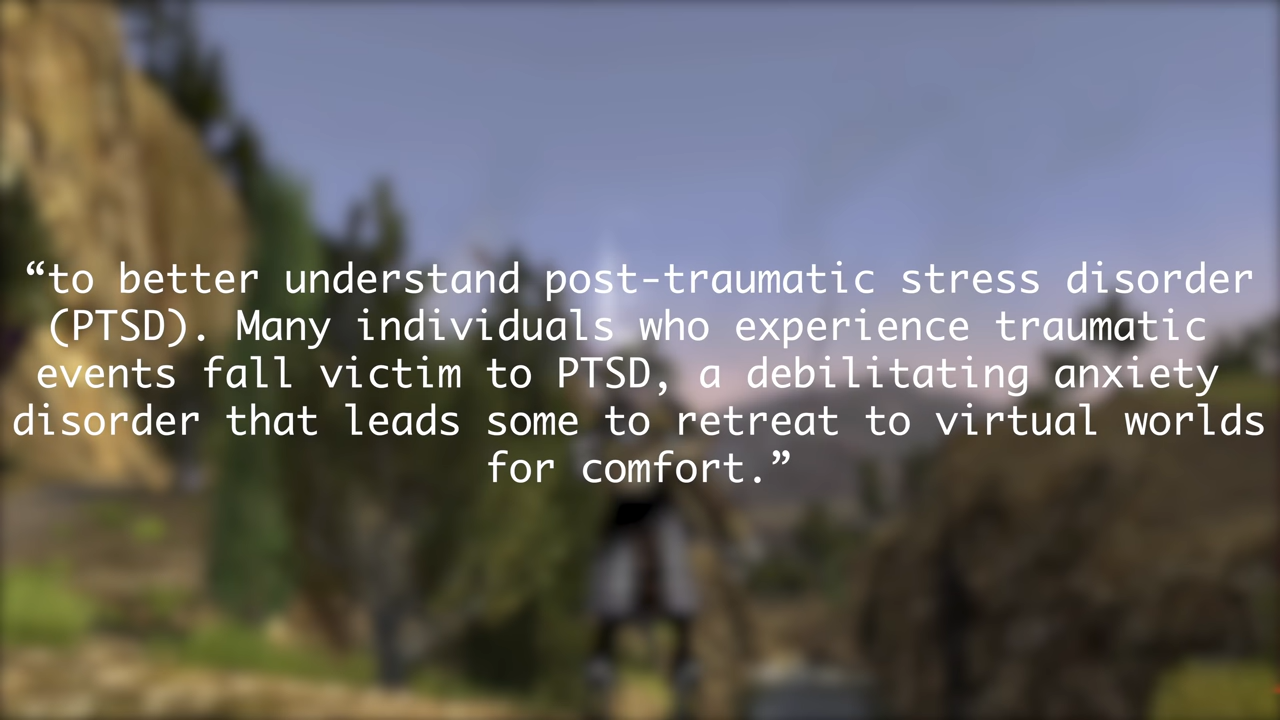 “to better understand post-traumatic stress disorder
(PTSD). Many individuals who experience traumatic
events fall victim to PTSD, a debilitating anxiety
disorder that leads some to retreat to virtual worlds
for comfort.”